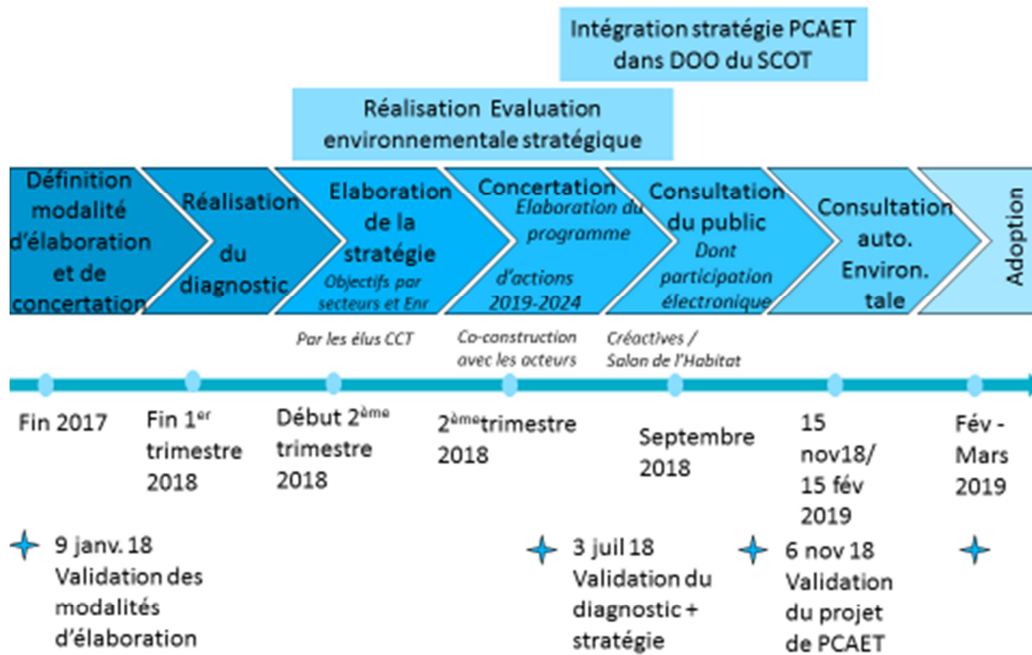 Intégration stratégie PCAET
dans DOO du SCOT
Réalisation Evaluation
environnementale stratégique
Définition
modalité
d'élaboration
et de
concertation
Réalisation
du
diagnostic
Elaboration
de la
stratégie
Objectifs par
secteurs et Enr
Concertation
Elaboration du
programme
d'actions
2019-2024
Consultation
du public
Dont
participation
électronique
Consultation
auto.
Environ.
tale
Adoption
Par les élus CCT
Co-construction
avec les acteurs
Créactives /
Salon de l'Habitat
Fin 2017
Fin 1er
trimestre
2018
Début 2ème
trimestre
2018
2ème trimestre
2018
Septembre
2018
15
nov18/
15 fév
2019
Fév -
Mars
2019
9 janv. 18
Validation des
modalités
d'élaboration
3 juil 18
Validation du
diagnostic +
stratégie
6 nov 18
Validation
du projet
de PCAET